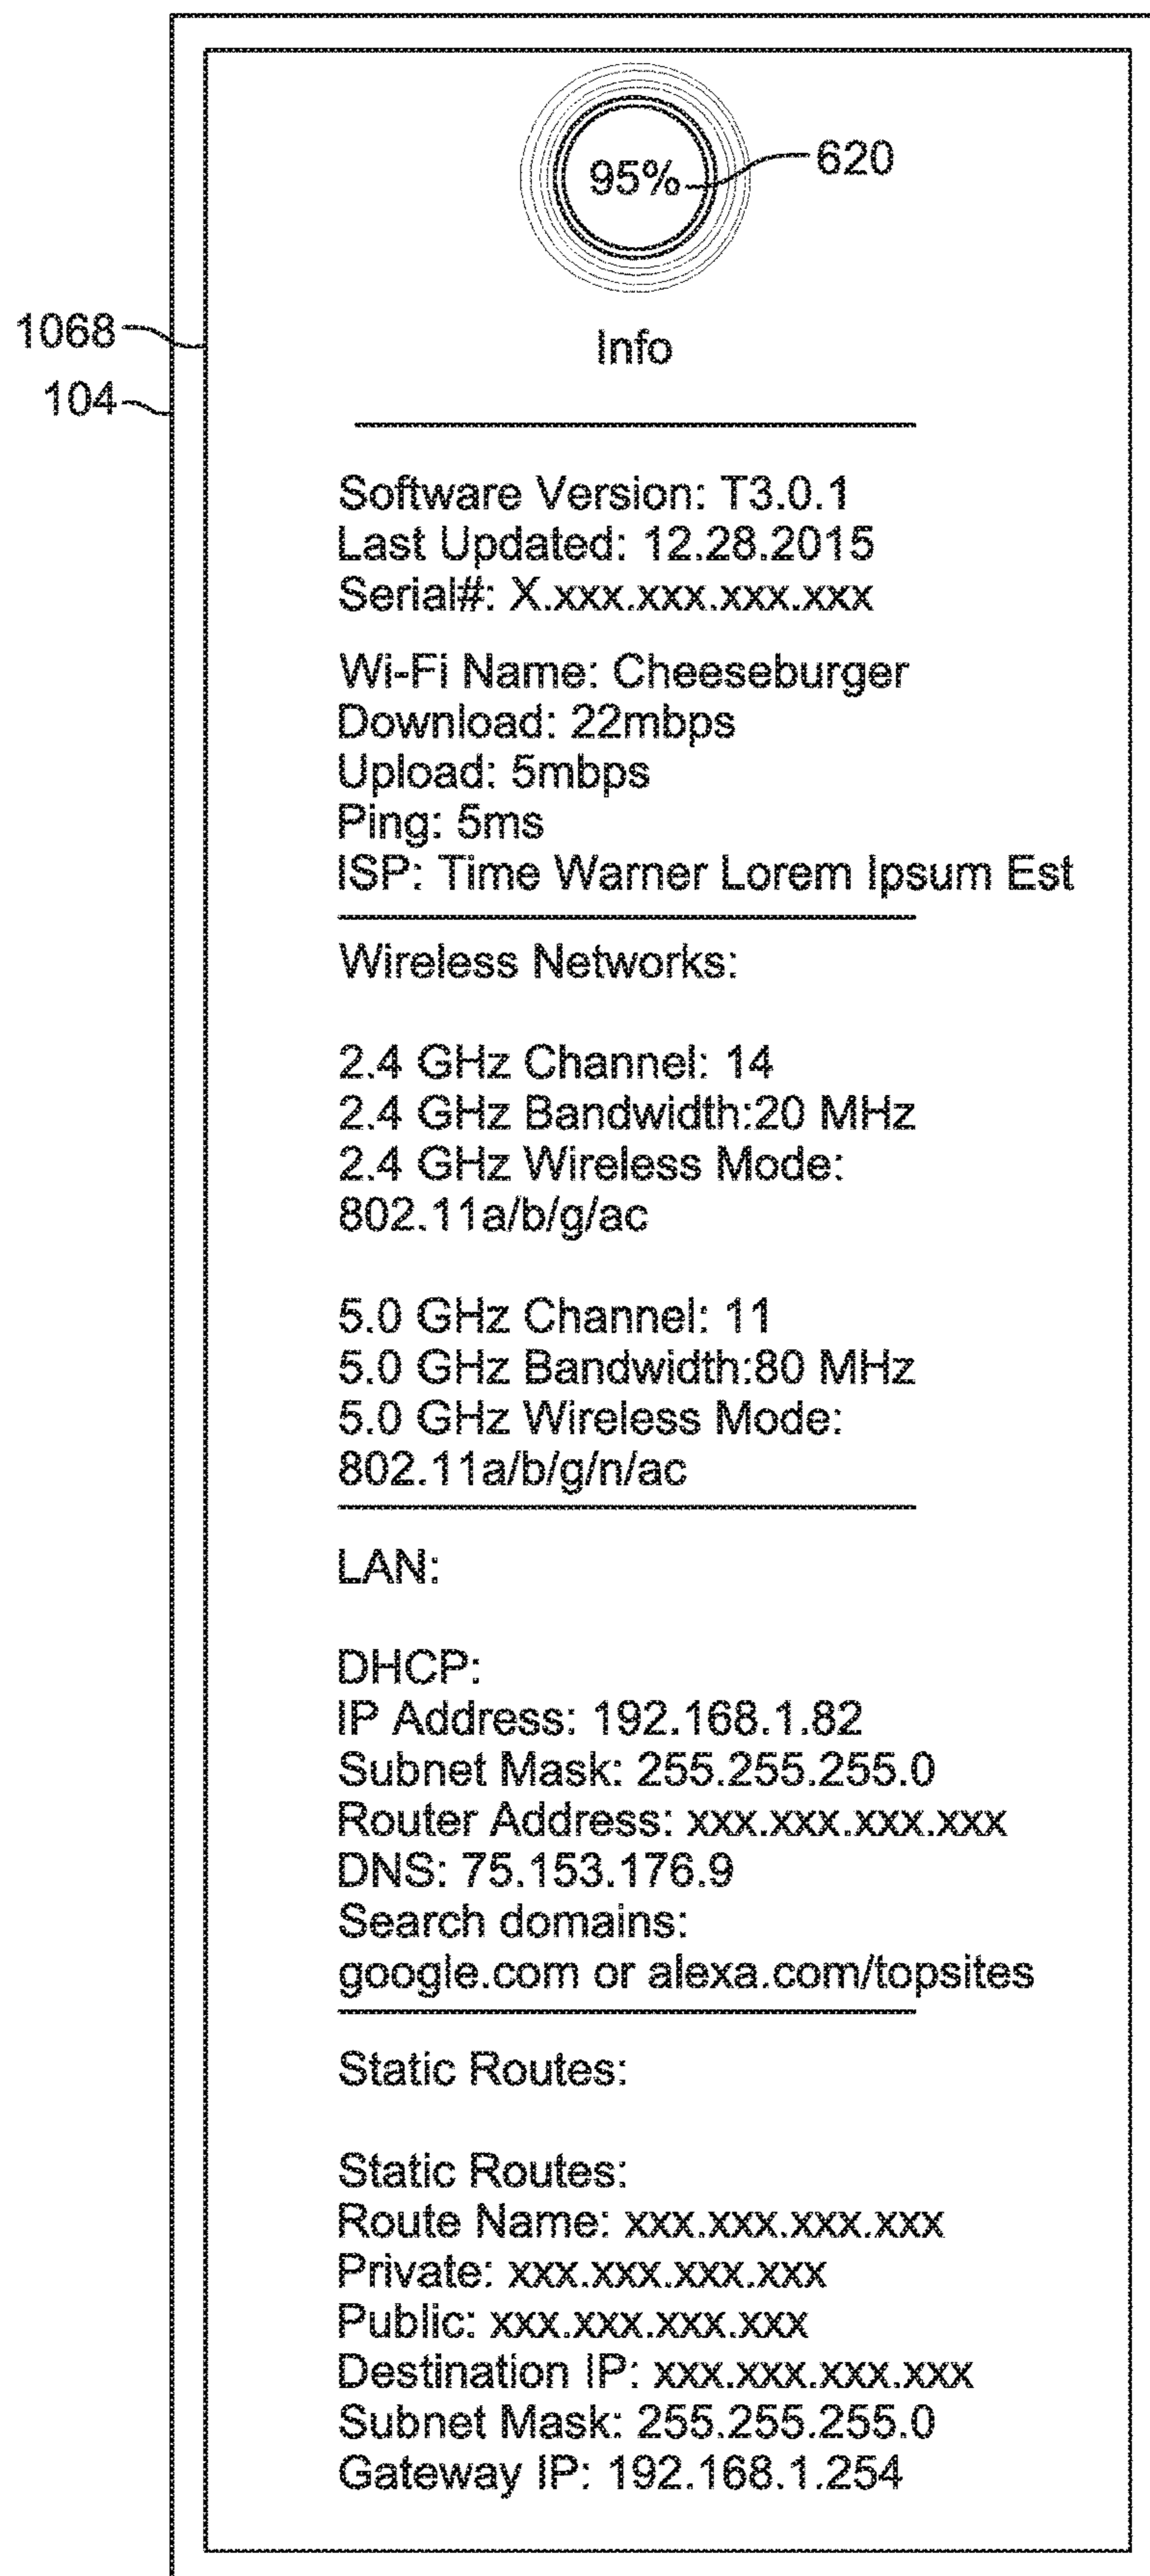 95%
620
1068
Info
104
Software Version: T3.0.1
Last Updated: 12.28.2015
Serial#: X.xxx.xxx.xxx.xxx
Wi-Fi Name: Cheeseburger
Download: 22mbps
Upload: 5mbps
Ping: 5ms
ISP: Time Warner Lorem Ipsum Est
Wireless Networks:
2.4 GHz Channel: 14
2.4 GHz Bandwidth:20 MHz
2.4 GHz Wireless Mode:
802.11a/b/g/ac
5.0 GHz Channel: 11
5.0 GHz Bandwidth:80 MHz
5.0 GHz Wireless Mode:
802.11a/b/g/n/ac
LAN:
DHCP:
IP Address: 192.168.1.82
Subnet Mask: 255.255.255.0
Router Address: xxx.xxx.xxx.xxx
DNS: 75.153.176.9
Search domains:
google.com or alexa.com/topsites
Static Routes:
Static Routes:
Route Name: xxx.xxx.xxx.xxx
Private: xxx.xxx.xxx.xxx
Public: xxx.xxx.xxx.xxx
Destination IP: xxx.xxx.xxx.xxx
Subnet Mask: 255.255.255.0
Gateway IP: 192.168.1.254